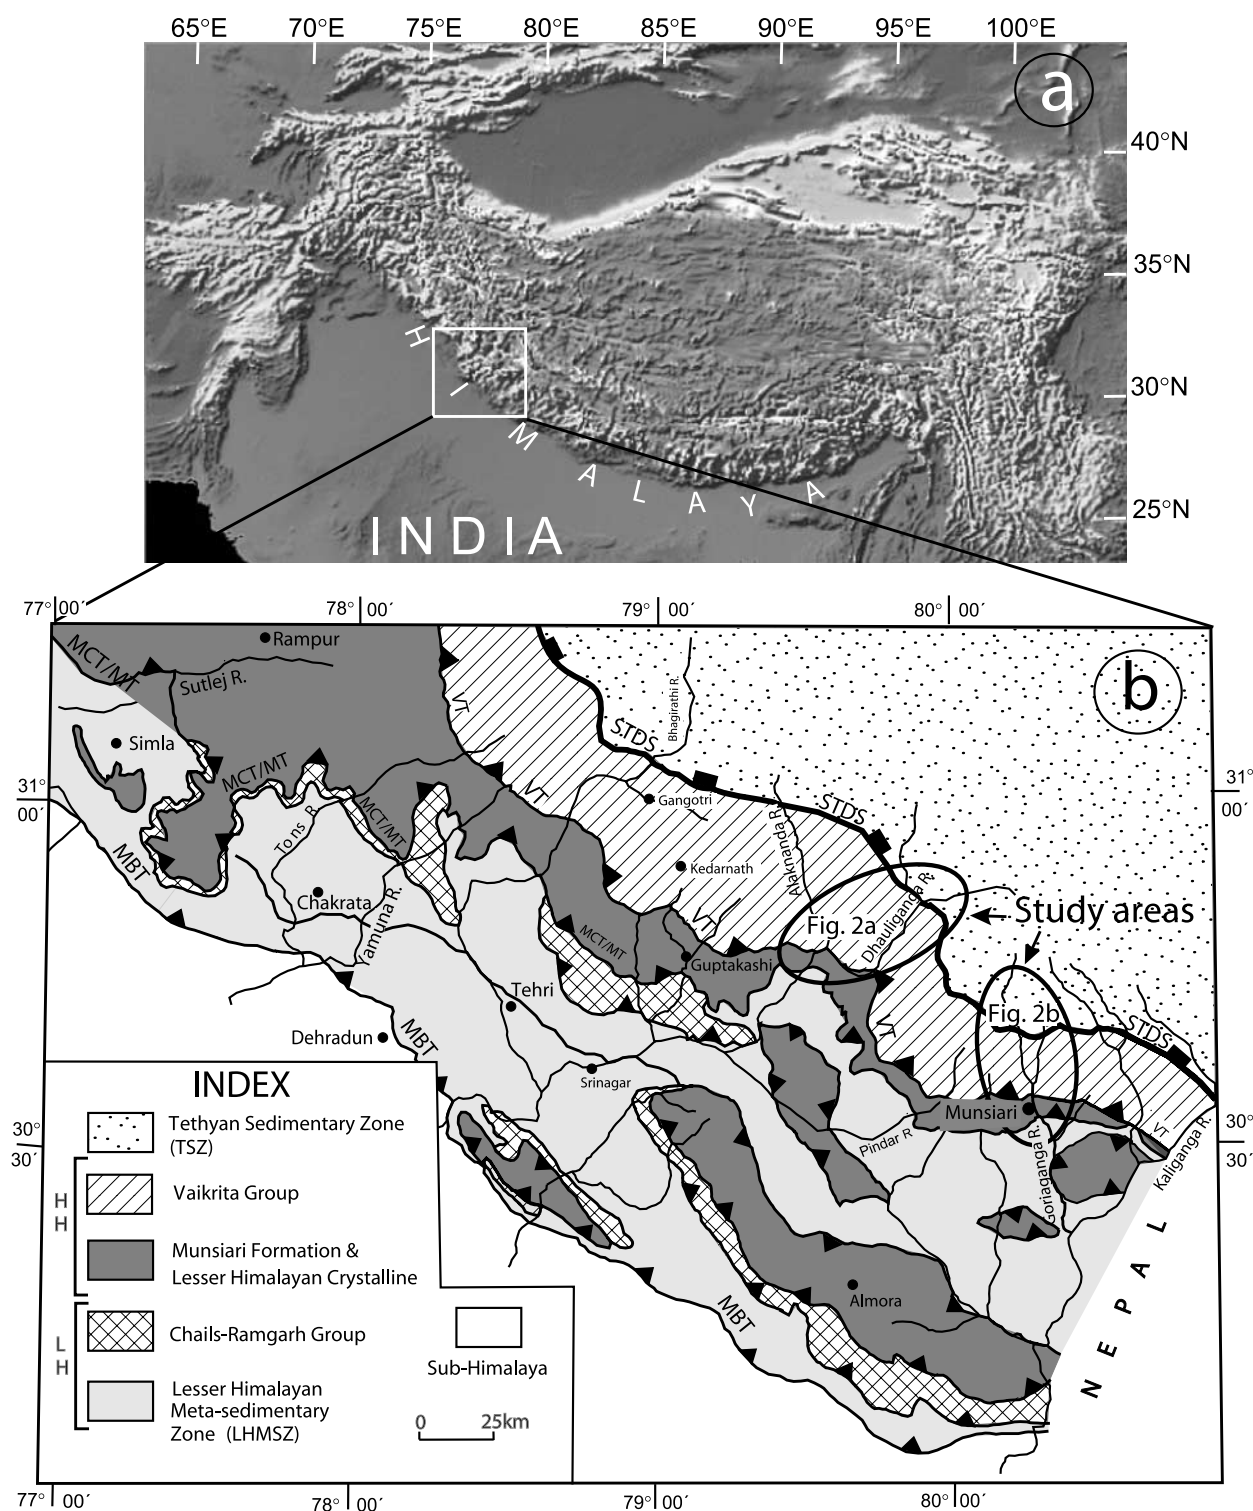 65°E 70°E 75°E 80°E 85°E 90°E 95°E 100°E
a
40°N
35°N
30°N
25°N
HIMALAYA
INDIA
77° 00´ 78° 00´ 79° 00´ 80° 00´
b
MCT/MT
Rampur
Sutlej R.
VT
STDS
Bhagirathi R.
Simla
MCT/MT
31°
00´
31°
00´
VT
Gangotri
STDS
Tons R
MCT/MT
MBT
Alaknanda R.
Kedarnath
Chakrata
Yamuna R.
VT
Fig. 2a
Dhauliganga R.
Study areas
MCT/MT
Guptakashi
Tehri
Fig. 2b
Dehradun
MBT
VT
STDS
Srinagar
Munsiari
30°
30´
30°
30´
Pindar R
Goriaganga R.
VT
Kaliganga R.
NEPAL
Almora
MBT
INDEX
Tethyan Sedimentary Zone
(TSZ)
H
H
Vaikrita Group
Munsiari Formation &
Lesser Himalayan Crystalline
L
H
Chails-Ramgarh Group
Lesser Himalayan
Meta-sedimentary
Zone (LHMSZ)
Sub-Himalaya
0 25km
77° 00´ 78° 00´ 79° 00´ 80° 00´